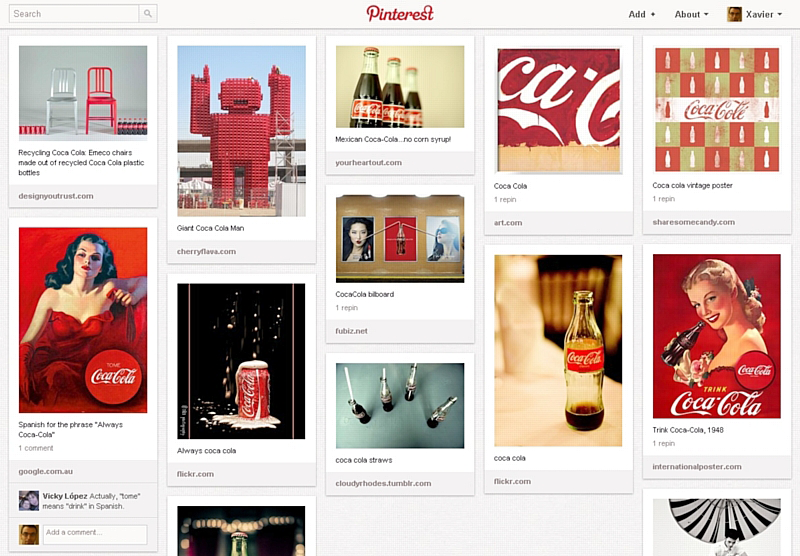 Search
Pinterest
Add +
About
Xavier
Recycling Coca Cola: Emeco chairs
made out of recycled Coca Cola plastic
bottles
designyoutrust.com
TOME
Coca-Cola
Spanish for the phrase "Always
Coca-Cola"
1 comment
google.com.au
Vicky López Actually, "tome"
means "drink" in Spanish.
Add a comment...
Giant Coca Cola Man
cherryflava.com
Coca-Cola
Always coca cola
flickr.com
Coca-Cola
Mexican Coca-Cola...no corn syrup!
yourheartout.com
CocaCola bilboard
1 repin
fubiz.net
coca cola straws
cloudyrhodes.tumblr.com
Coca Cola
1 repin
art.com
Coca-Cola
coca cola
flickr.com
Coca-Cola
Coca cola vintage poster
1 repin
sharesomecandy.com
Coca-Cola
TRINK
Coca-Cola
Trink Coca-Cola, 1948
1 repin
internationalposter.com